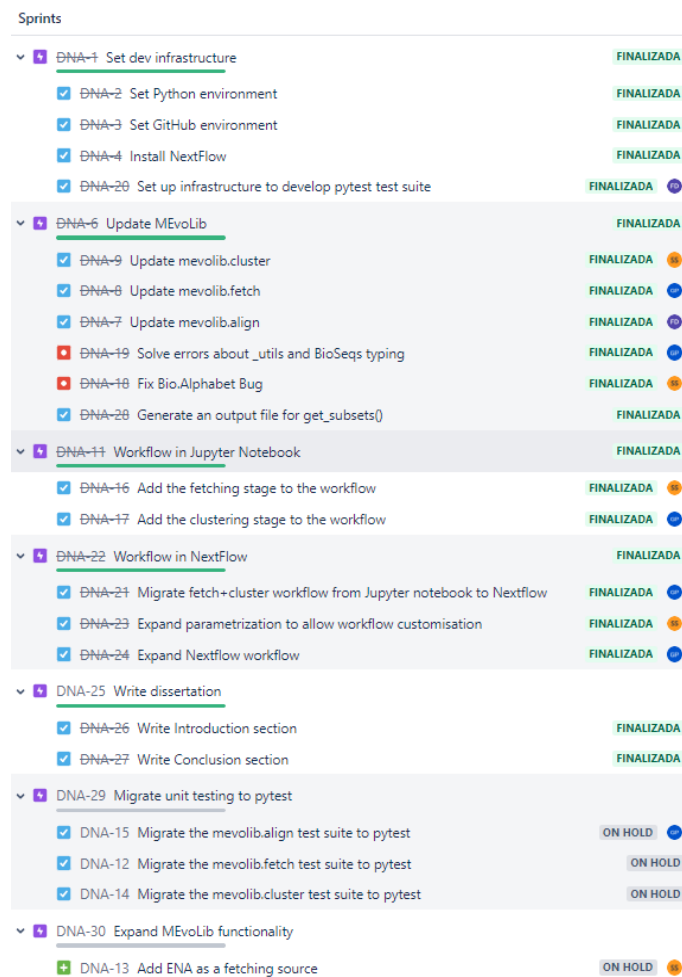 Sprints
DNA-1 Set dev infrastructure FINALIZADA
DNA-2 Set Python environment FINALIZADA
DNA-3 Set GitHub environment FINALIZADA
DNA-4 Install NextFlow FINALIZADA
DNA-20 Set up infrastructure to develop pytest test suite FINALIZADA FD
DNA-6 Update MEvoLib FINALIZADA
DNA-9 Update mevolib.cluster FINALIZADA SS
DNA-8 Update mevolib.fetch FINALIZADA GP
DNA-7 Update mevolib.align FINALIZADA FD
DNA-19 Solve errors about _utils and BioSeqs typing FINALIZADA GP
DNA-18 Fix Bio.Alphabet Bug FINALIZADA SS
DNA-28 Generate an output file for get_subsets() FINALIZADA
DNA-11 Workflow in Jupyter Notebook FINALIZADA
DNA-16 Add the fetching stage to the workflow FINALIZADA SS
DNA-17 Add the clustering stage to the workflow FINALIZADA GP
DNA-22 Workflow in NextFlow FINALIZADA
DNA-21 Migrate fetch+cluster workflow from Jupyter notebook to Nextflow FINALIZADA GP
DNA-23 Expand parametrization to allow workflow customisation FINALIZADA SS
DNA-24 Expand Nextflow workflow FINALIZADA GP
DNA-25 Write dissertation
DNA-26 Write Introduction section FINALIZADA
DNA-27 Write Conclusion section FINALIZADA
DNA-29 Migrate unit testing to pytest
DNA-15 Migrate the mevolib.align test suite to pytest ON HOLD GP
DNA-12 Migrate the mevolib.fetch test suite to pytest ON HOLD
DNA-14 Migrate the mevolib.cluster test suite to pytest ON HOLD
DNA-30 Expand MEvoLib functionality
DNA-13 Add ENA as a fetching source ON HOLD SS